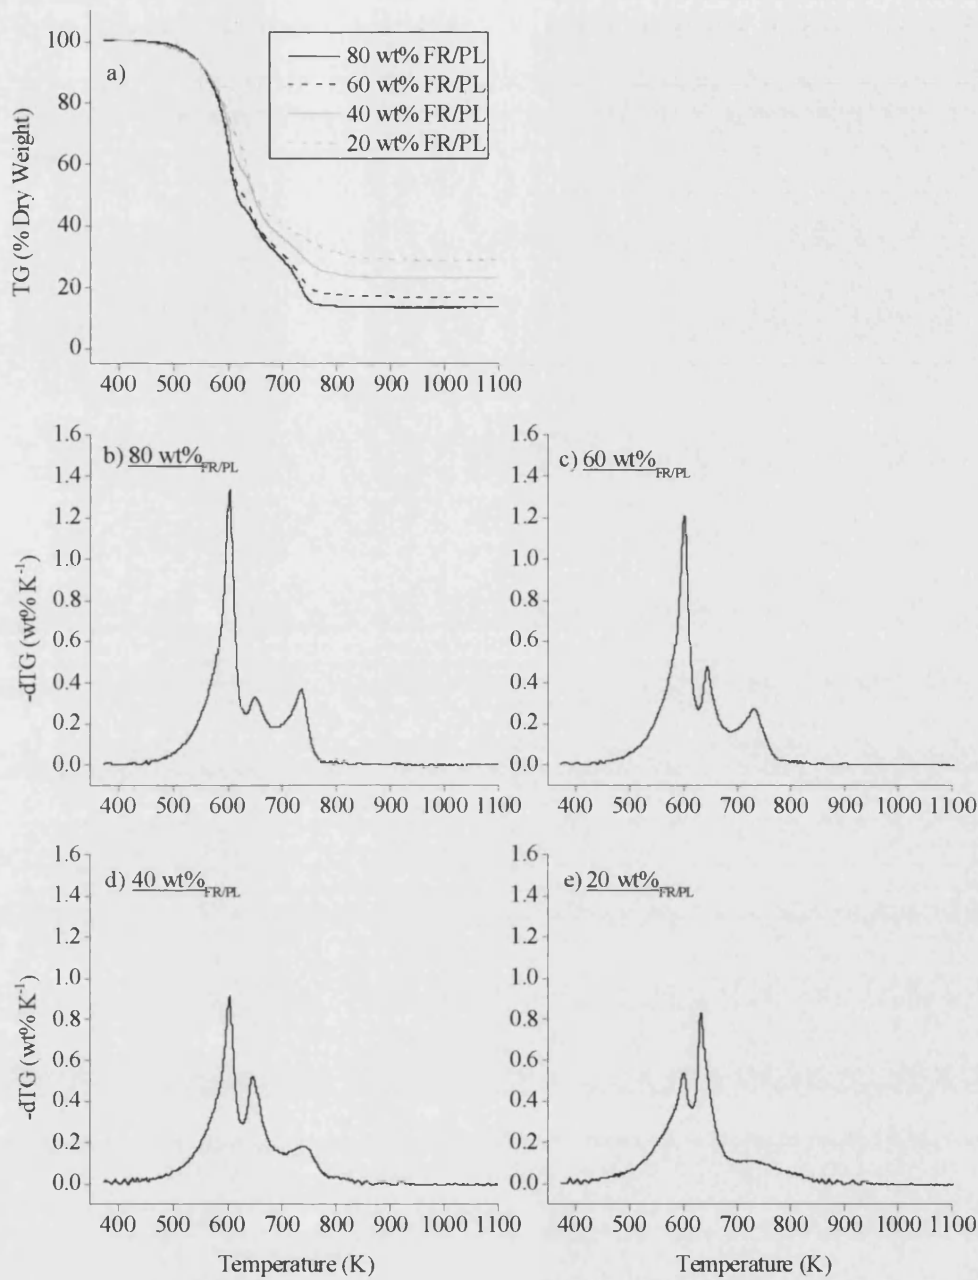 100
80
60
40
20
0
TG (% Dry Weight)
a)
80 wt% FR/PL
60 wt% FR/PL
40 wt% FR/PL
20 wt% FR/PL
400 500 600 700 800 900 1000 1100
1.6
1.4
1.2
1.0
0.8
0.6
0.4
0.2
0.0
-dTG (wt% K-1)
b) 80 wt%FR/PL
400 500 600 700 800 900 1000 1100
1.6
1.4
1.2
1.0
0.8
0.6
0.4
0.2
0.0
c) 60 wt%FR/PL
400 500 600 700 800 900 1000 1100
1.6
1.4
1.2
1.0
0.8
0.6
0.4
0.2
0.0
-dTG (wt% K-1)
d) 40 wt%FR/PL
400 500 600 700 800 900 1000 1100
Temperature (K)
1.6
1.4
1.2
1.0
0.8
0.6
0.4
0.2
0.0
e) 20 wt%FR/PL
400 500 600 700 800 900 1000 1100
Temperature (K)